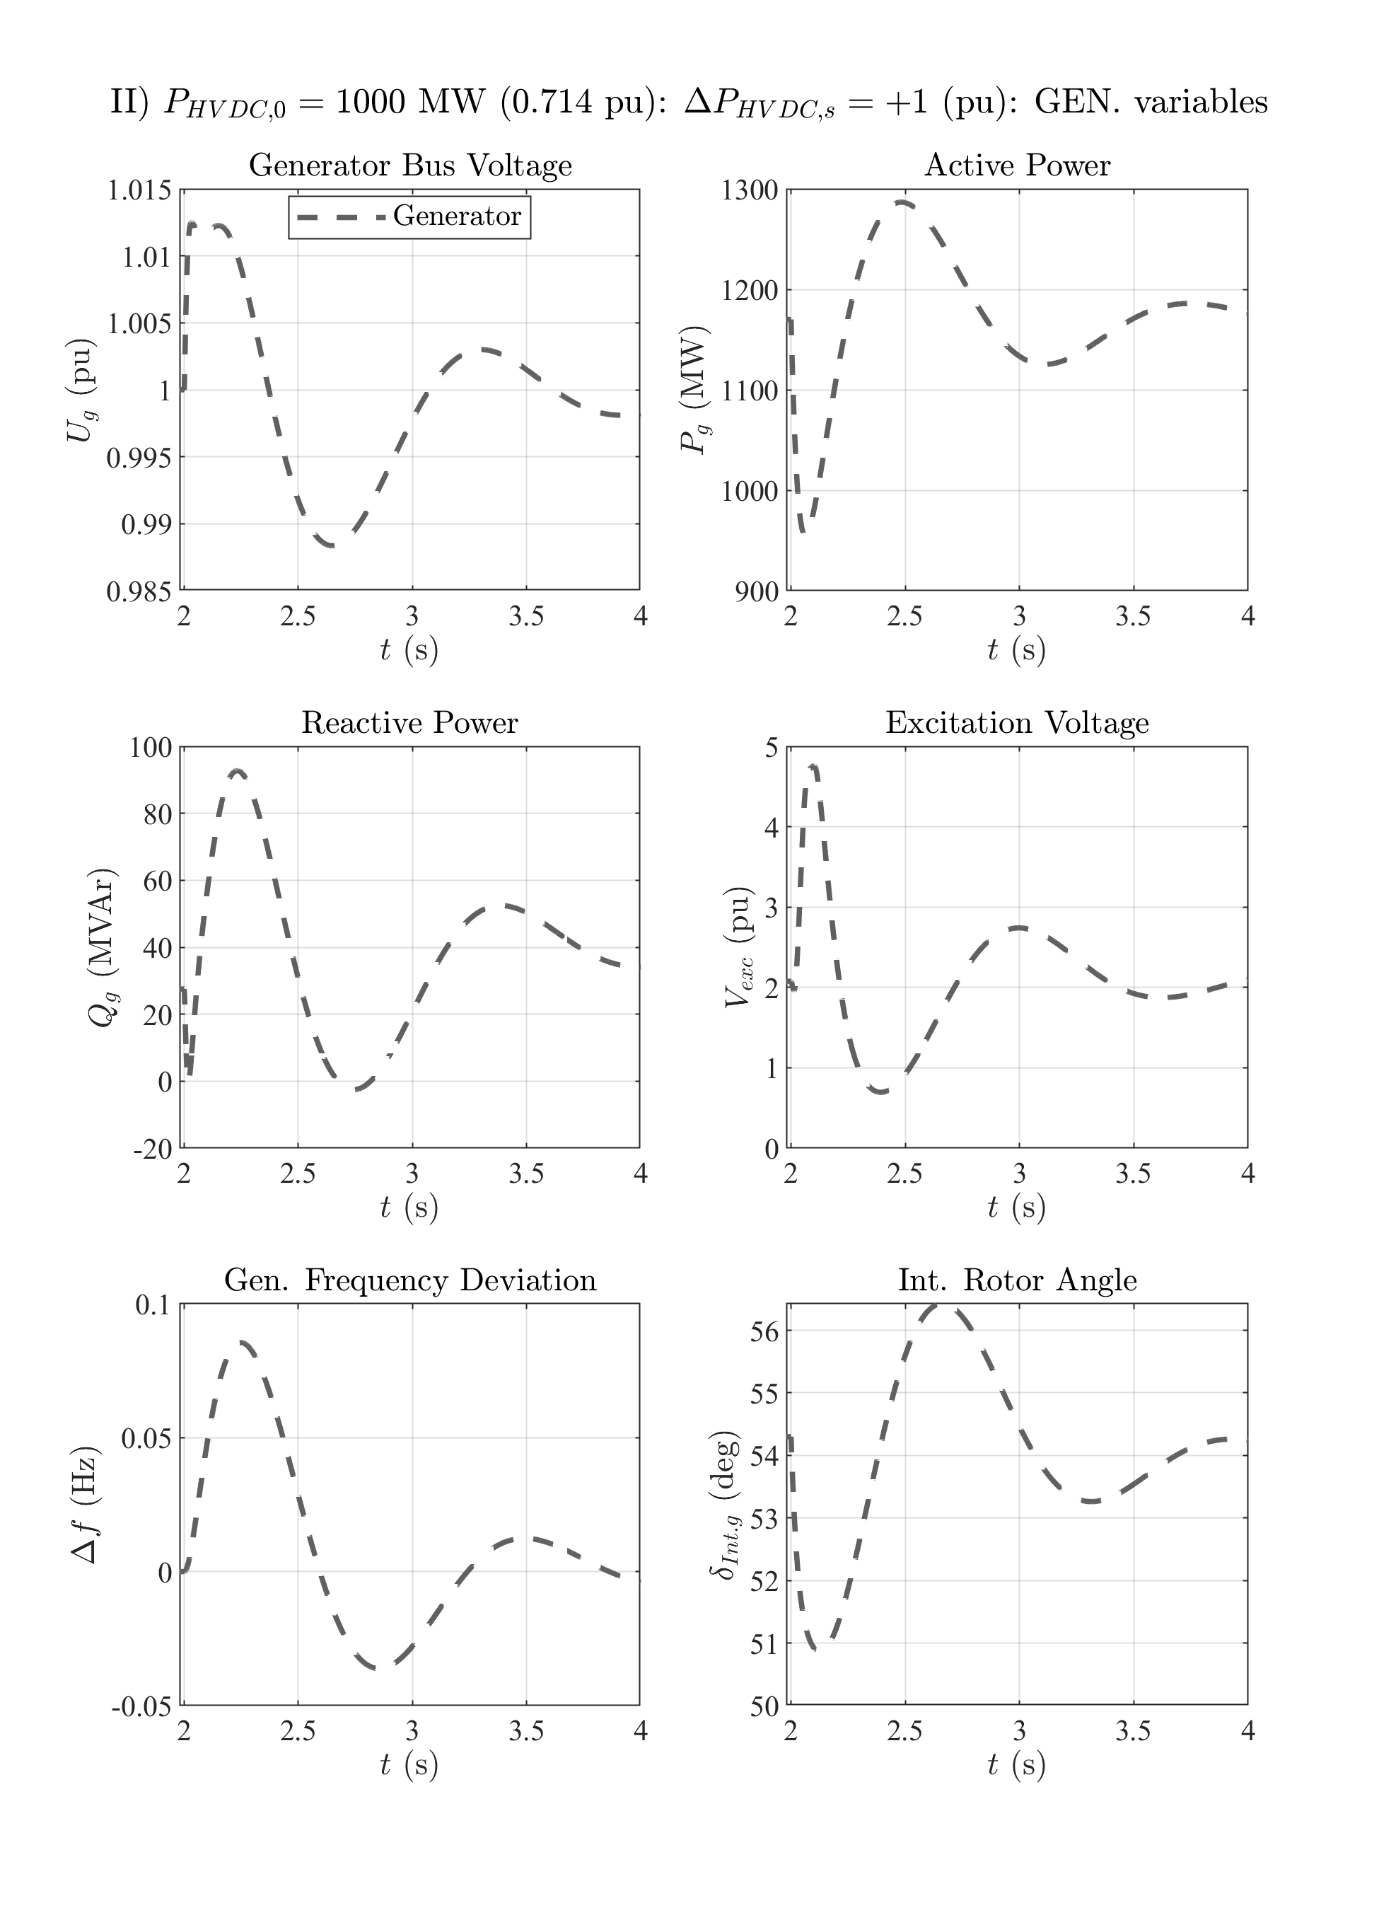 II) P_{HVDC,0} = 1000 MW (0.714 pu): ΔP_{HVDC,s} = +1 (pu): GEN. variables
Generator Bus Voltage
Generator
1.015
1.01
1.005
1
0.995
0.99
0.985
U_g (pu)
2 2.5 3 3.5 4
t (s)
Active Power
1300
1200
1100
1000
900
P_g (MW)
2 2.5 3 3.5 4
t (s)
Reactive Power
100
80
60
40
20
0
-20
Q_g (MVAr)
2 2.5 3 3.5 4
t (s)
Excitation Voltage
5
4
3
2
1
0
V_{exc} (pu)
2 2.5 3 3.5 4
t (s)
Gen. Frequency Deviation
0.1
0.05
0
-0.05
Δf (Hz)
2 2.5 3 3.5 4
t (s)
Int. Rotor Angle
56
55
54
53
52
51
50
δ_{Int.g} (deg)
2 2.5 3 3.5 4
t (s)